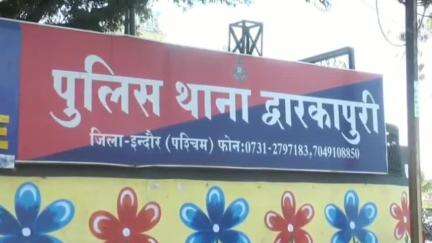 पुलिस थाना द्वारकापुरी
जिला-इन्दौर (पश्चिम) फोन:0731-2797183,7049108850